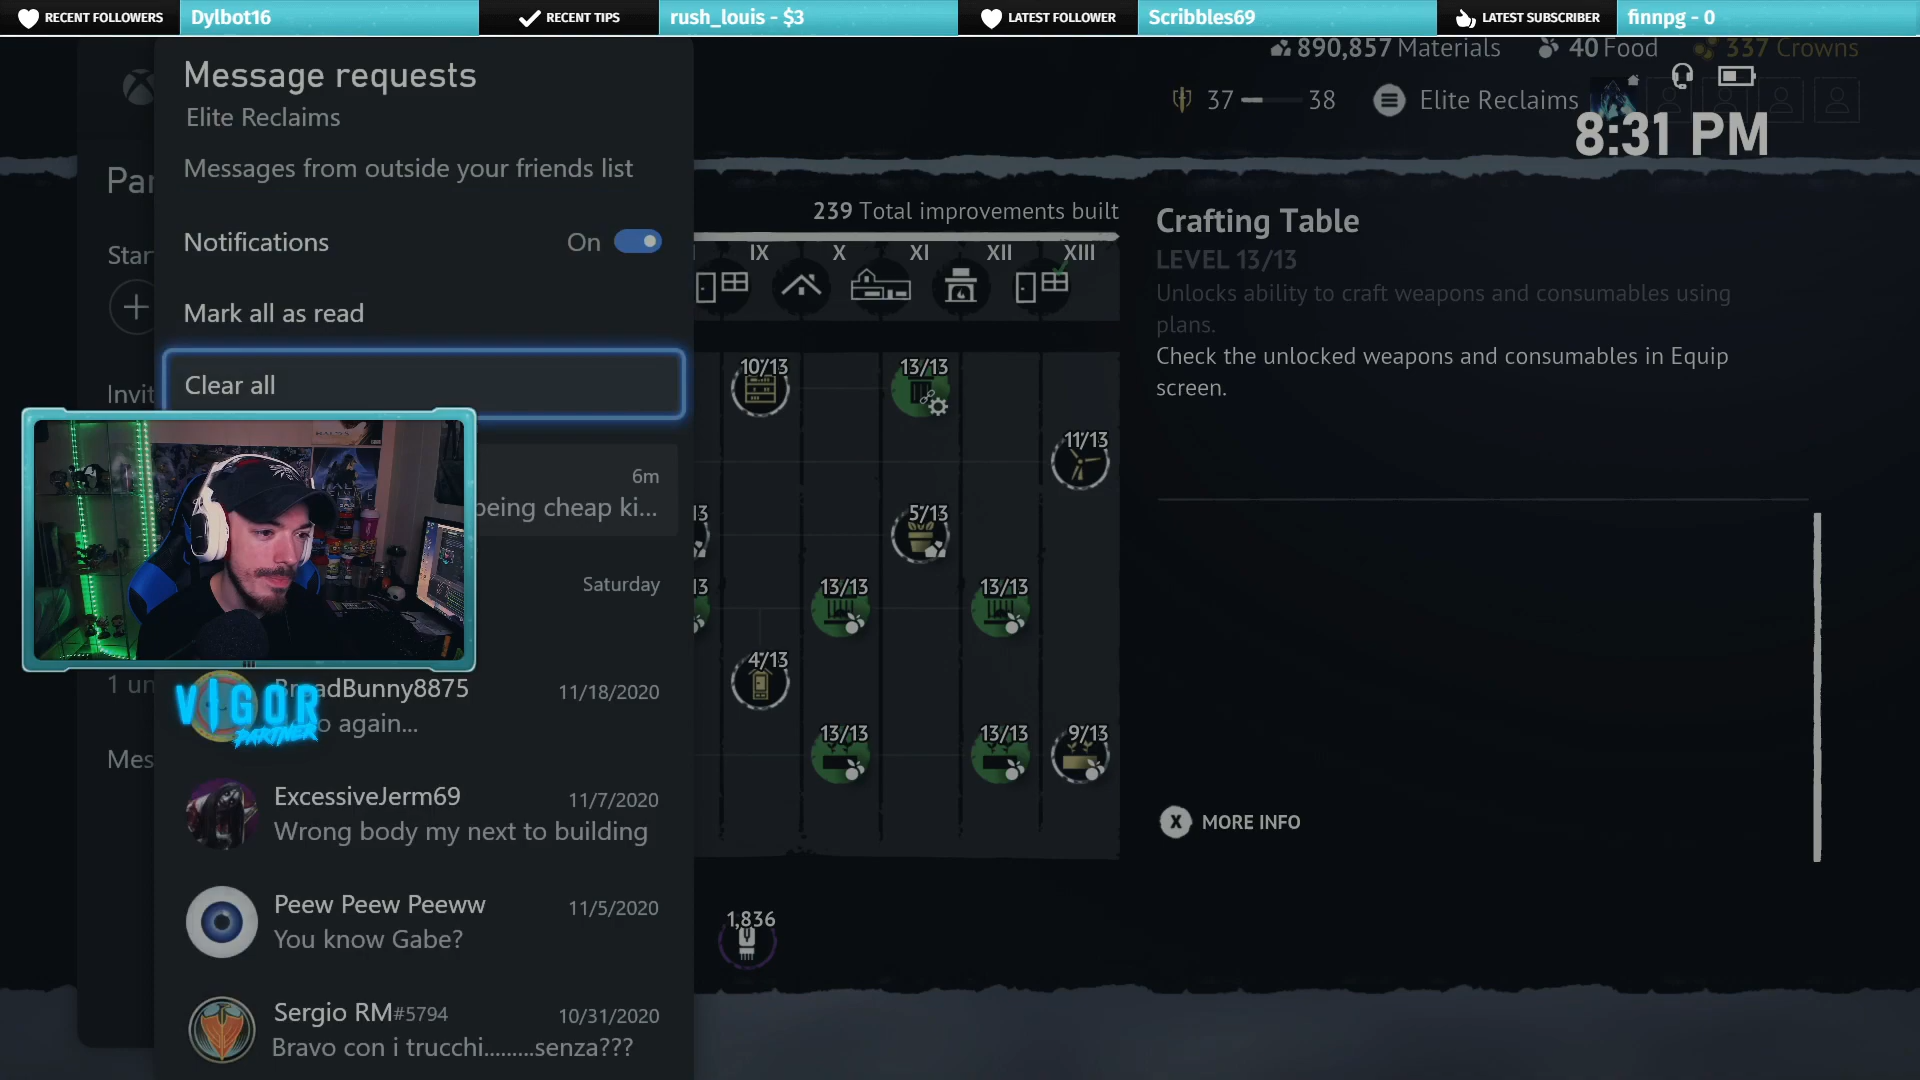 RECENT FOLLOWERS
Dylbot16
RECENT TIPS
rush_louis - $3
LATEST FOLLOWER
Scribbles69
LATEST SUBSCRIBER
finnpg - 0
890,857 Materials
40 Food
337 Crowns
37
38
Elite Reclaims
8:31 PM
Message requests
Elite Reclaims
Messages from outside your friends list
Notifications
On
Mark all as read
Clear all
6m
being cheap ki...
Saturday
11/18/2020
o again...
ExcessiveJerm69
11/7/2020
Wrong body my next to building
Peew Peew Peeww
11/5/2020
You know Gabe?
Sergio RM#5794
10/31/2020
Bravo con i trucchi.........senza???
VIGOR
PARTNER
239 Total improvements built
IX
X
XI
XII
XIII
10/13
13/13
11/13
5/13
13/13
13/13
4/13
13/13
13/13
9/13
1,836
Crafting Table
LEVEL 13/13
Unlocks ability to craft weapons and consumables using
plans.
Check the unlocked weapons and consumables in Equip
screen.
X MORE INFO